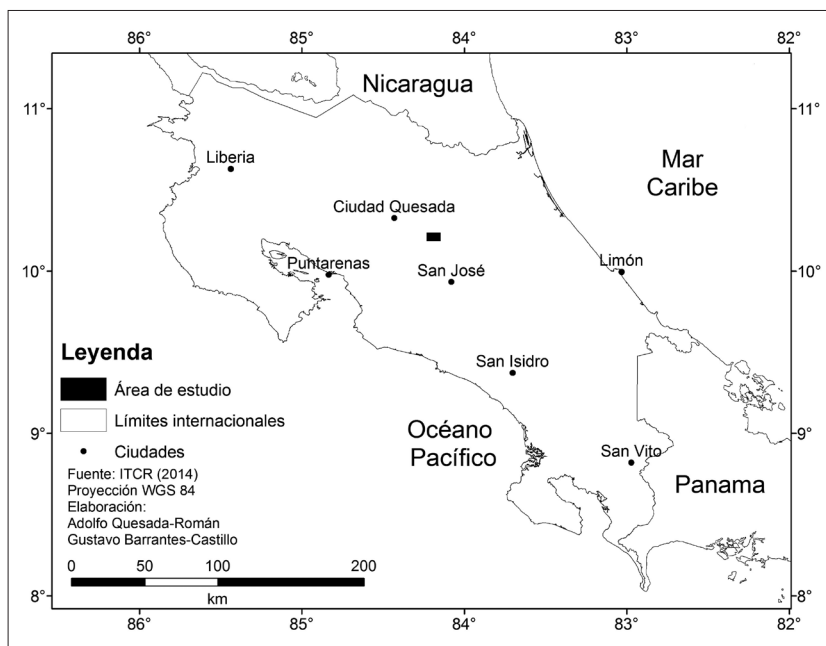 86° 85° 84° 83° 82°
Nicaragua
11° 11°
Mar
Caribe
Liberia
Ciudad Quesada
10° 10°
Puntarenas
San José
Limón
Leyenda
Área de estudio
Límites internacionales
Ciudades
San Isidro
9° 9°
Océano
Pacífico
San Vito
Panama
Fuente: ITCR (2014)
Proyección WGS 84
Elaboración:
Adolfo Quesada-Román
Gustavo Barrantes-Castillo
0 50 100 200
km
8° 8°
86° 85° 84° 83° 82°